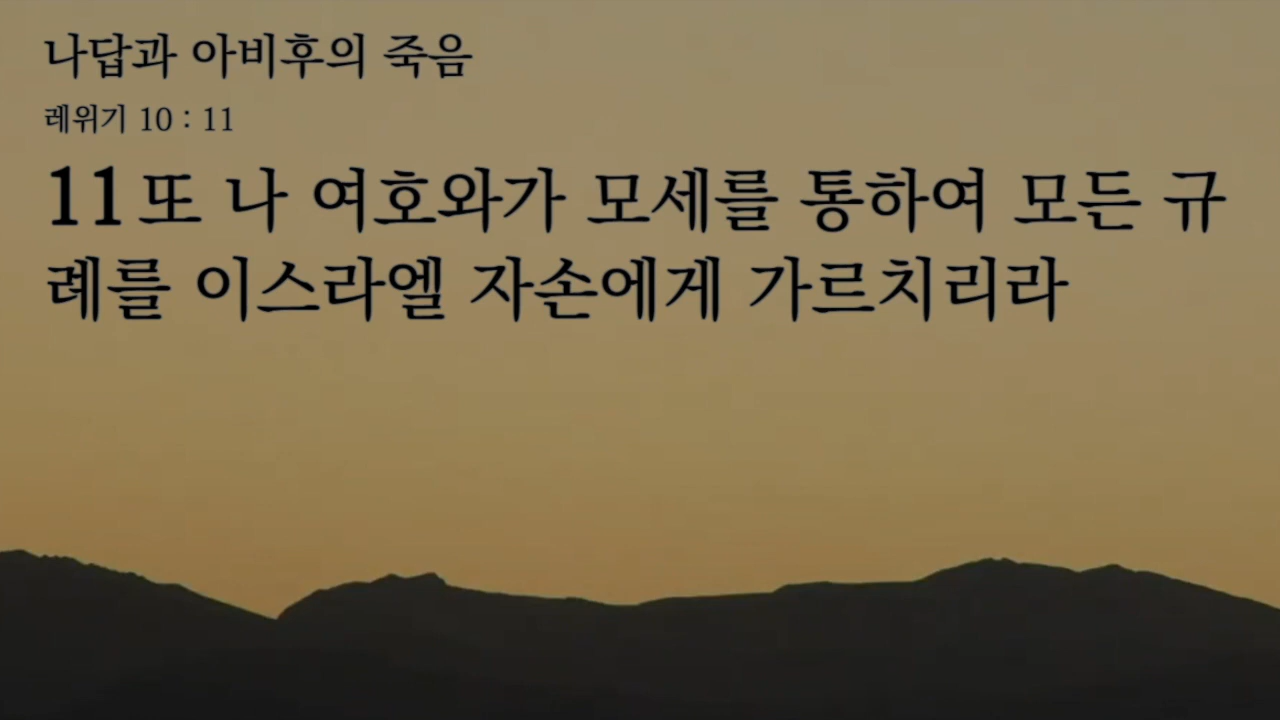 나답과 아비후의 죽음
레위기 10 : 11
11 또 나 여호와가 모세를 통하여 모든 규
례를 이스라엘 자손에게 가르치리라